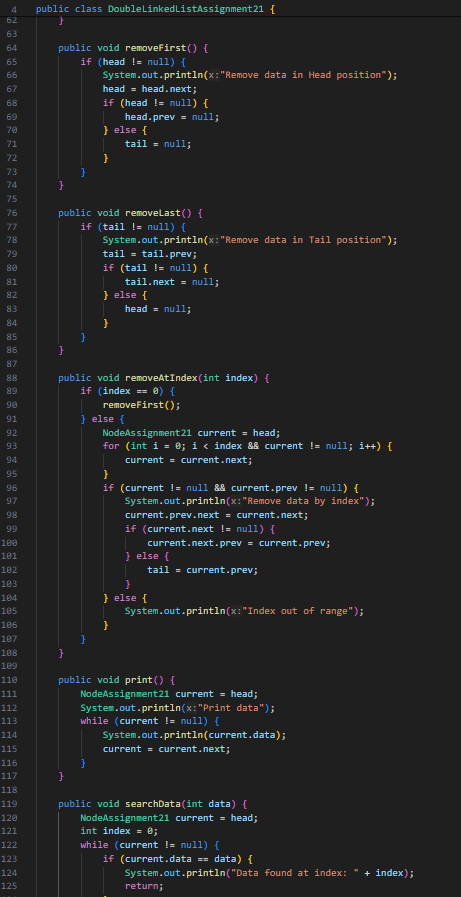 4 public class DoubleLinkedListAssignment21 {
62 }
63
64 public void removeFirst() {
65 if (head != null) {
66 System.out.println(x:"Remove data in Head position");
67 head = head.next;
68 if (head != null) {
69 head.prev = null;
70 } else {
71 tail = null;
72 }
73 }
74 }
75
76 public void removeLast() {
77 if (tail != null) {
78 System.out.println(x:"Remove data in Tail position");
79 tail = tail.prev;
80 if (tail != null) {
81 tail.next = null;
82 } else {
83 head = null;
84 }
85 }
86 }
87
88 public void removeAtIndex(int index) {
89 if (index == 0) {
90 removeFirst();
91 } else {
92 NodeAssignment21 current = head;
93 for (int i = 0; i < index && current != null; i++) {
94 current = current.next;
95 }
96 if (current != null && current.prev != null) {
97 System.out.println(x:"Remove data by index");
98 current.prev.next = current.next;
99 if (current.next != null) {
100 current.next.prev = current.prev;
101 } else {
102 tail = current.prev;
103 }
104 } else {
105 System.out.println(x:"Index out of range");
106 }
107 }
108 }
109
110 public void print() {
111 NodeAssignment21 current = head;
112 System.out.println(x:"Print data");
113 while (current != null) {
114 System.out.println(current.data);
115 current = current.next;
116 }
117 }
118
119 public void searchData(int data) {
120 NodeAssignment21 current = head;
121 int index = 0;
122 while (current != null) {
123 if (current.data == data) {
124 System.out.println("Data found at index: " + index);
125 return;